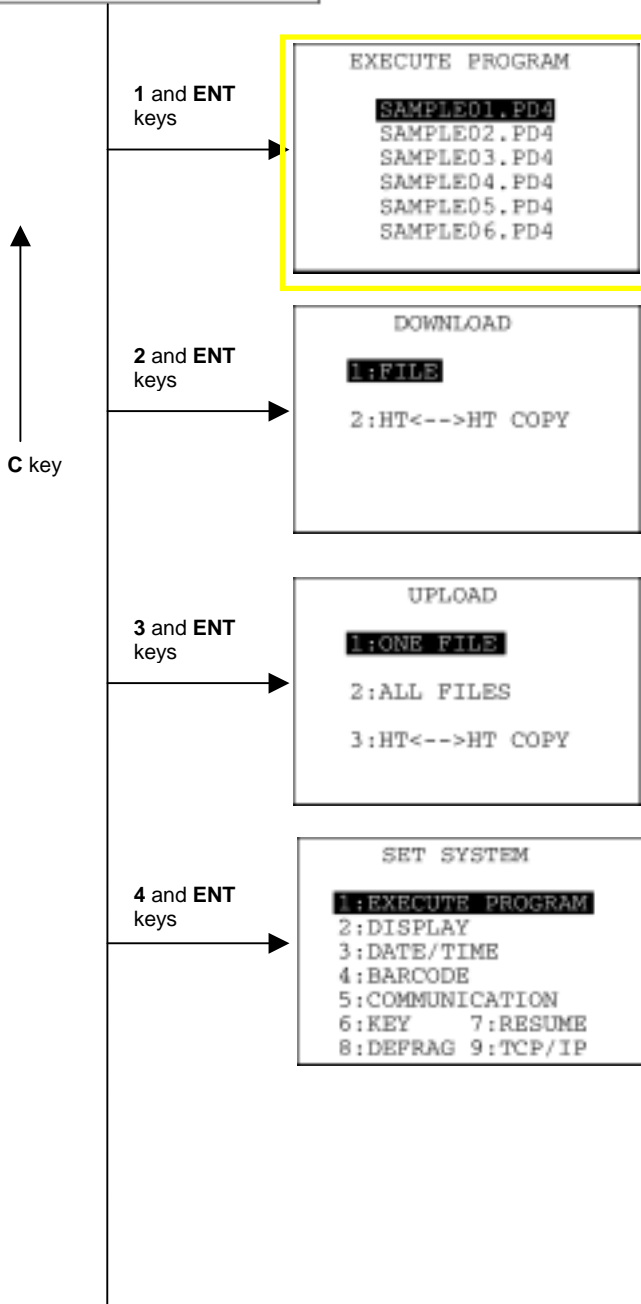 1 and ENT
keys
EXECUTE PROGRAM
SAMPLE01.PD4
SAMPLE02.PD4
SAMPLE03.PD4
SAMPLE04.PD4
SAMPLE05.PD4
SAMPLE06.PD4
C key
2 and ENT
keys
DOWNLOAD
1:FILE
2:HT<-->HT COPY
3 and ENT
keys
UPLOAD
1:ONE FILE
2:ALL FILES
3:HT<-->HT COPY
4 and ENT
keys
SET SYSTEM
1:EXECUTE PROGRAM
2:DISPLAY
3:DATE/TIME
4:BARCODE
5:COMMUNICATION
6:KEY 7:RESUME
8:DEFRAG 9:TCP/IP